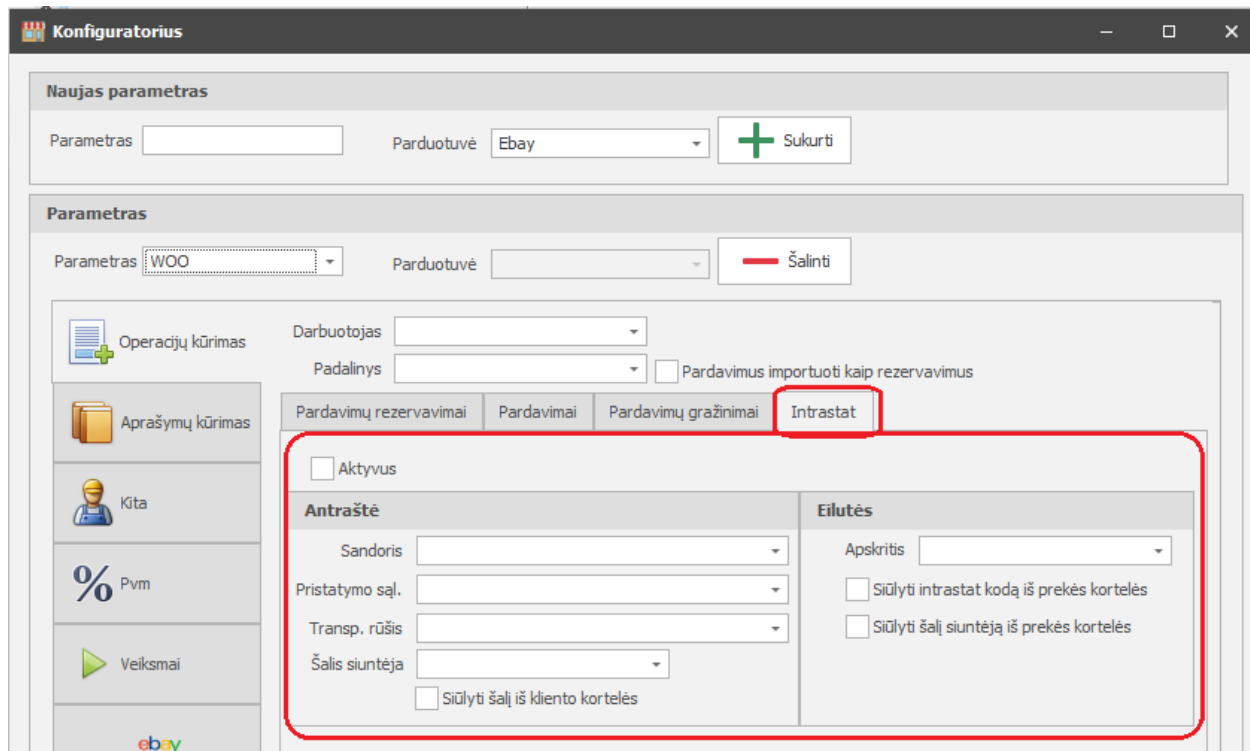 Konfiguratorius
Naujas parametras
Parametras Parduotuvė Ebay Sukurti
Parametras
Parametras WOO Parduotuvė Šalinti
Operacijų kūrimas
Darbuotojas
Padalinys Pardavimus importuoti kaip rezervavimus
Aprašymų kūrimas
Pardavimų rezervavimai Pardavimai Pardavimų gražinimai Intrastat
Aktyvus
Kita
Antraštė Eilutės
Sandoris Apskritis
Pristatymo sąl. Siūlyti intrastat kodą iš prekės kortelės
% Pvm
Transp. rūšis Siūlyti šalį siuntėją iš prekės kortelės
Veiksmai
Šalis siuntėja
Siūlyti šalį iš kliento kortelės
ebay